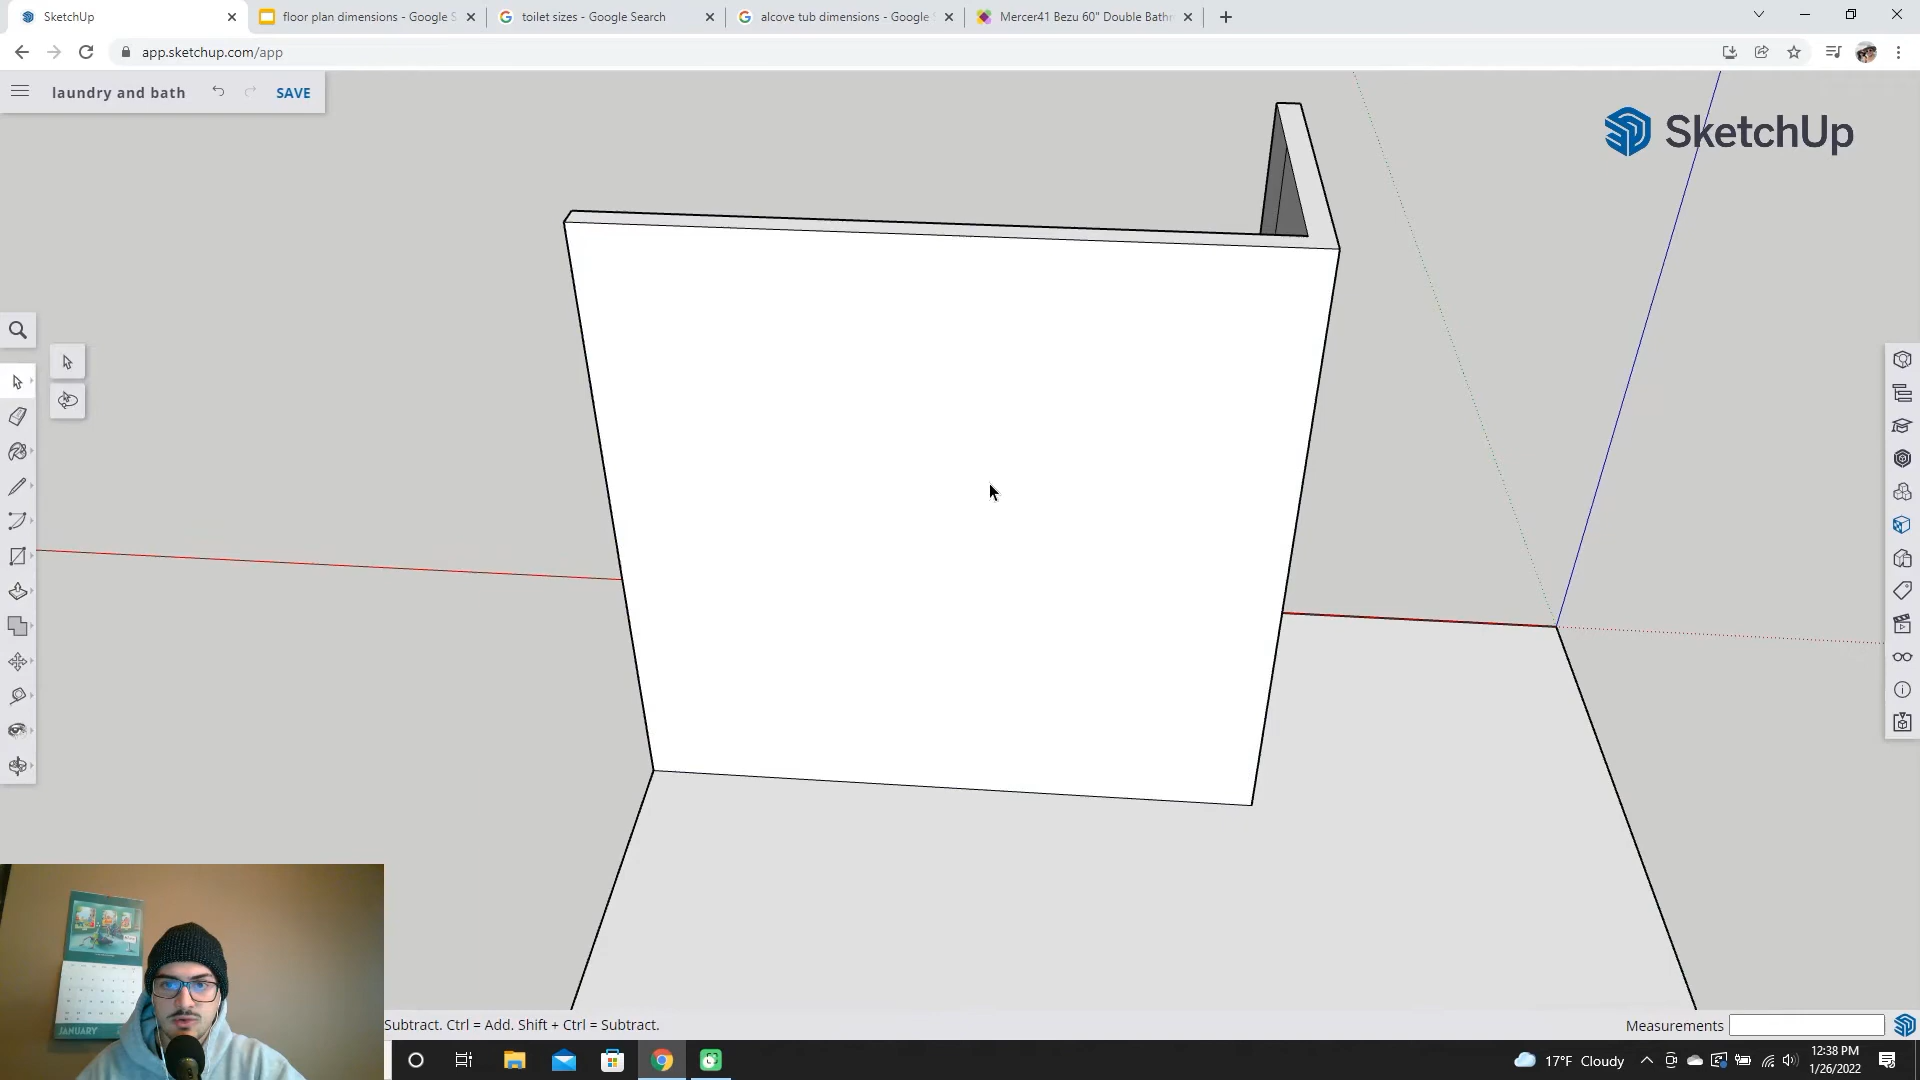 SketchUp
floor plan dimensions - Google S
toilet sizes - Google Search
alcove tub dimensions - Google S
Mercer41 Bezu 60" Double Bathr
app.sketchup.com/app
laundry and bath
SAVE
SketchUp
JANUARY
Subtract. Ctrl = Add. Shift + Ctrl = Subtract.
Measurements
17°F Cloudy
12:38 PM
1/26/2022